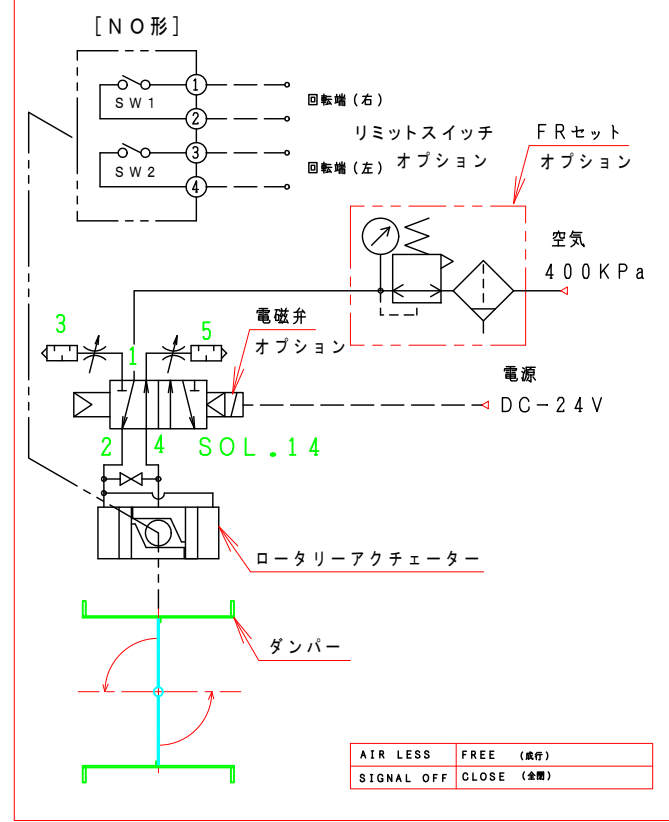 [NO形]
SW1
1
2
回転端(右)
SW2
3
4
回転端(左)
リミットスイッチ
オプション
FRセット
オプション
空気
400KPa
電磁弁
オプション
3
1
5
電源
DC-24V
2
4
SOL.14
ロータリーアクチェーター
ダンパー
AIR LESS FREE (成行)
SIGNAL OFF CLOSE (全閉)